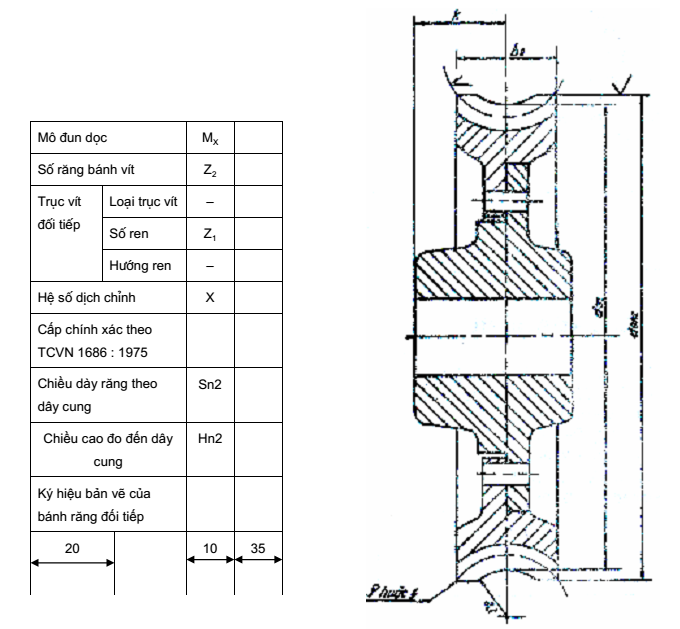 Mô đun dọc Mx
Số răng bánh vít Z2
Trục vít
đối tiếp
Loại trục vít –
Số ren Z1
Hướng ren –
Hệ số dịch chỉnh X
Cấp chính xác theo
TCVN 1686 : 1975
Chiều dày răng theo
dây cung
Sn2
Chiều cao đo đến dây
cung
Hn2
Ký hiệu bản vẽ của
bánh răng đối tiếp
20 10 35
k
b2